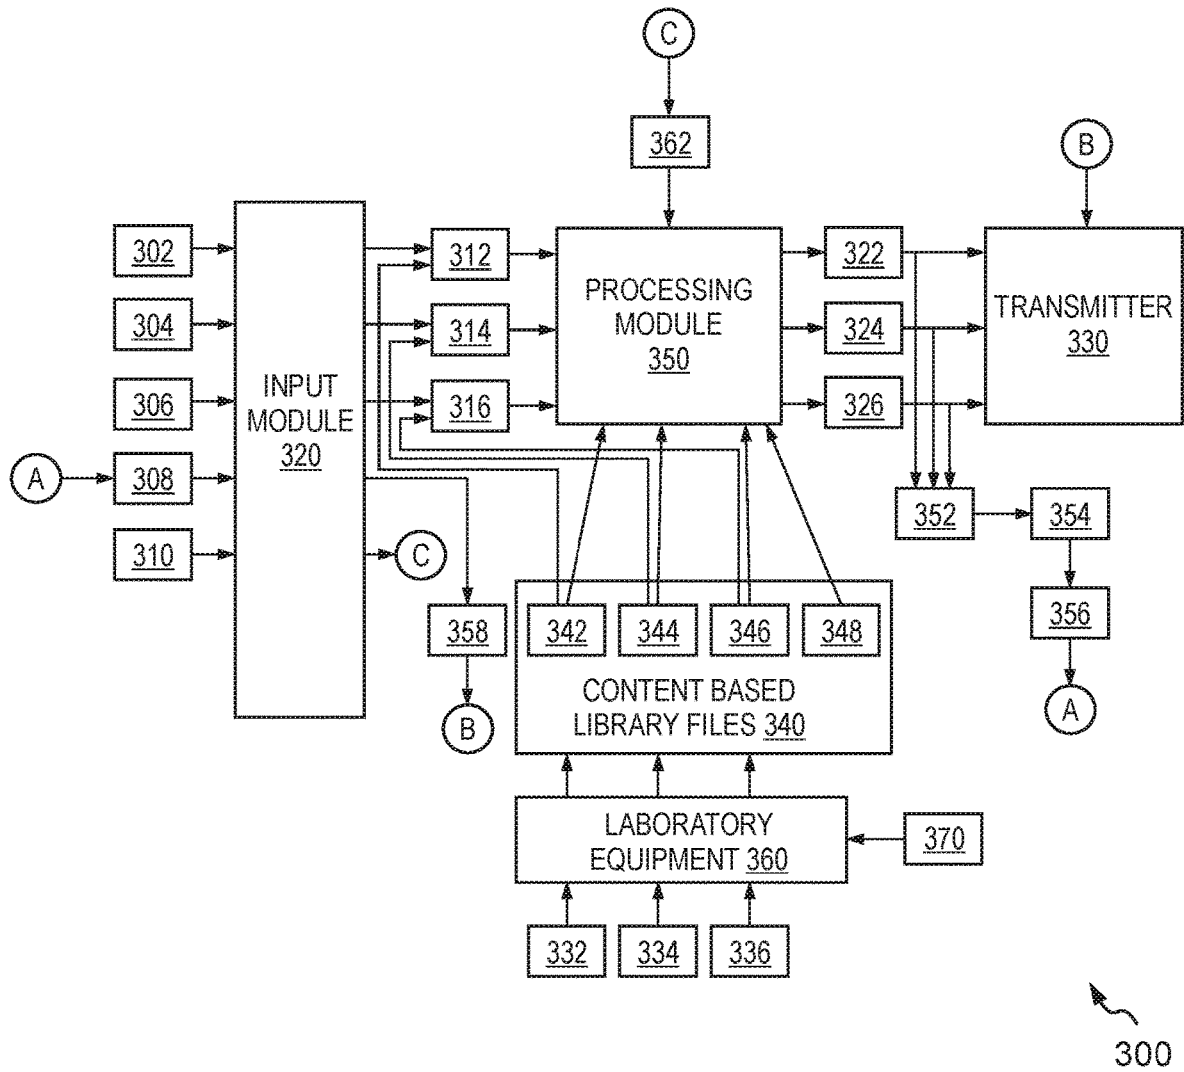 C
362
B
302
304
306
A
308
310
INPUT
MODULE
320
312
314
316
C
358
B
PROCESSING
MODULE
350
322
324
326
TRANSMITTER
330
352
354
356
A
342
344
346
348
CONTENT BASED
LIBRARY FILES 340
LABORATORY
EQUIPMENT 360
370
332
334
336
300